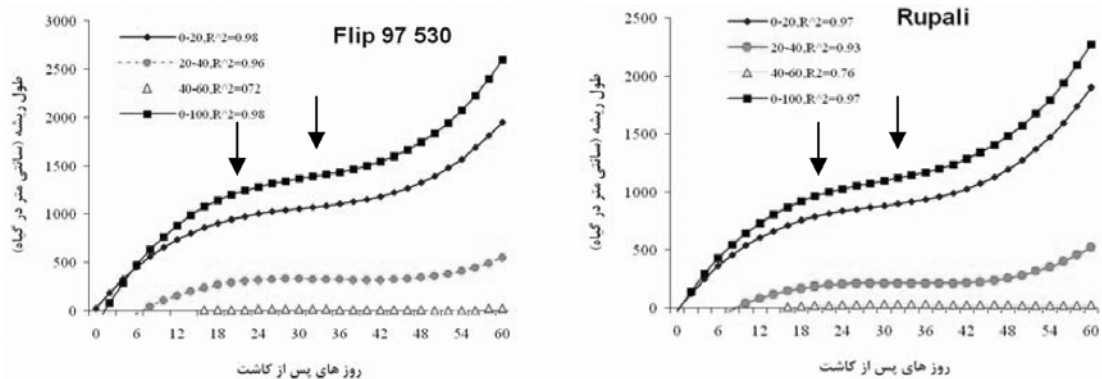 Flip 97 530
طول ریشه (سانتی متر در گیاه)
3000
2500
2000
1500
1000
500
0
0-20,R^2=0.98
20-40,R^2=0.96
40-60,R^2=072
0-100,R^2=0.98
0 6 12 18 24 30 36 42 48 54 60
روز های پس از کاشت
Rupali
طول ریشه (سانتی متر در گیاه)
2500
2000
1500
1000
500
0
0-20,R^2=0.97
20-40,R^2=0.93
40-60,R2=0.76
0-100,R^2=0.97
0 6 12 18 24 30 36 42 48 54 60
روز های پس از کاشت